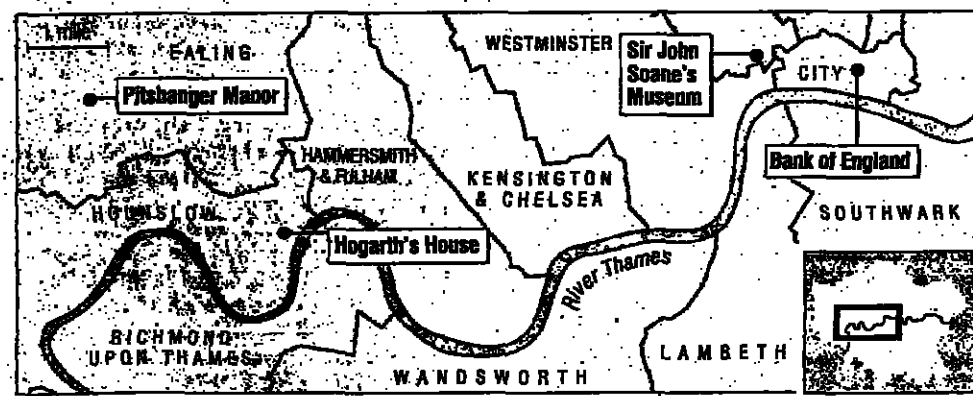 1 mile
EALING
Pitshanger Manor
WESTMINSTER
Sir John
Soane's
Museum
CITY
Bank of England
HAMMERSMITH
& FULHAM
KENSINGTON
& CHELSEA
HOUNSLOW
Hogarth's House
SOUTHWARK
River Thames
RICHMOND
UPON THAMES
WANDSWORTH
LAMBETH